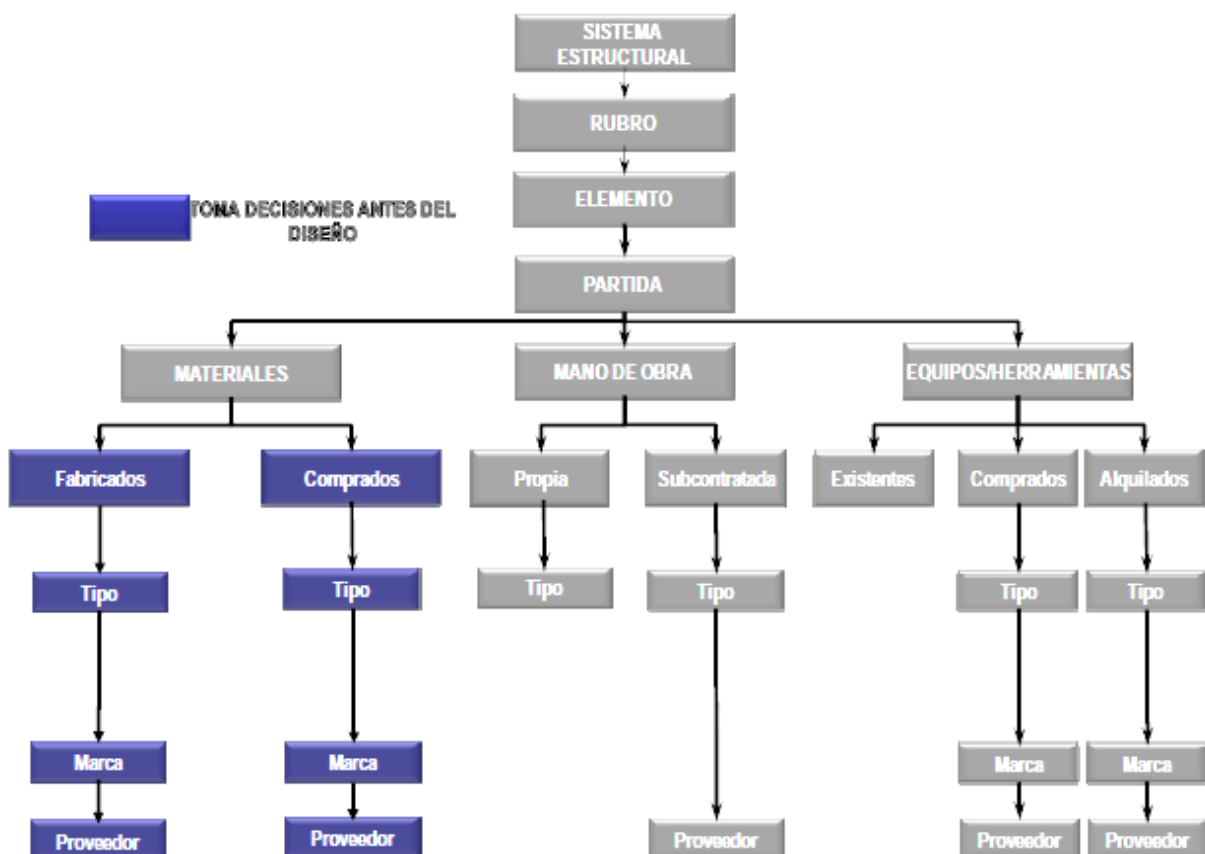 SISTEMA
ESTRUCTURAL
RUBRO
ELEMENTO
TOMA DECISIONES ANTES DEL
DISEÑO
PARTIDA
MATERIALES
MANO DE OBRA
EQUIPOS/HERRAMIENTAS
Fabricados
Comprados
Propia
Subcontratada
Existentes
Comprados
Alquilados
Tipo
Tipo
Tipo
Tipo
Tipo
Tipo
Marca
Marca
Marca
Marca
Proveedor
Proveedor
Proveedor
Proveedor
Proveedor